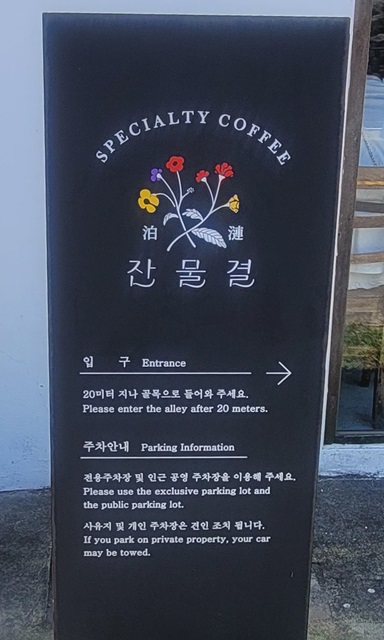 SPECIALTY COFFEE
泊 漣
잔물결
입 구 Entrance
20미터 지나 골목으로 들어와 주세요.
Please enter the alley after 20 meters.
주차안내 Parking Information
전용주차장 및 인근 공영 주차장을 이용해 주세요.
Please use the exclusive parking lot and
the public parking lot.
사유지 및 개인 주차장은 견인 조치 됩니다.
If you park on private property, your car
may be towed.